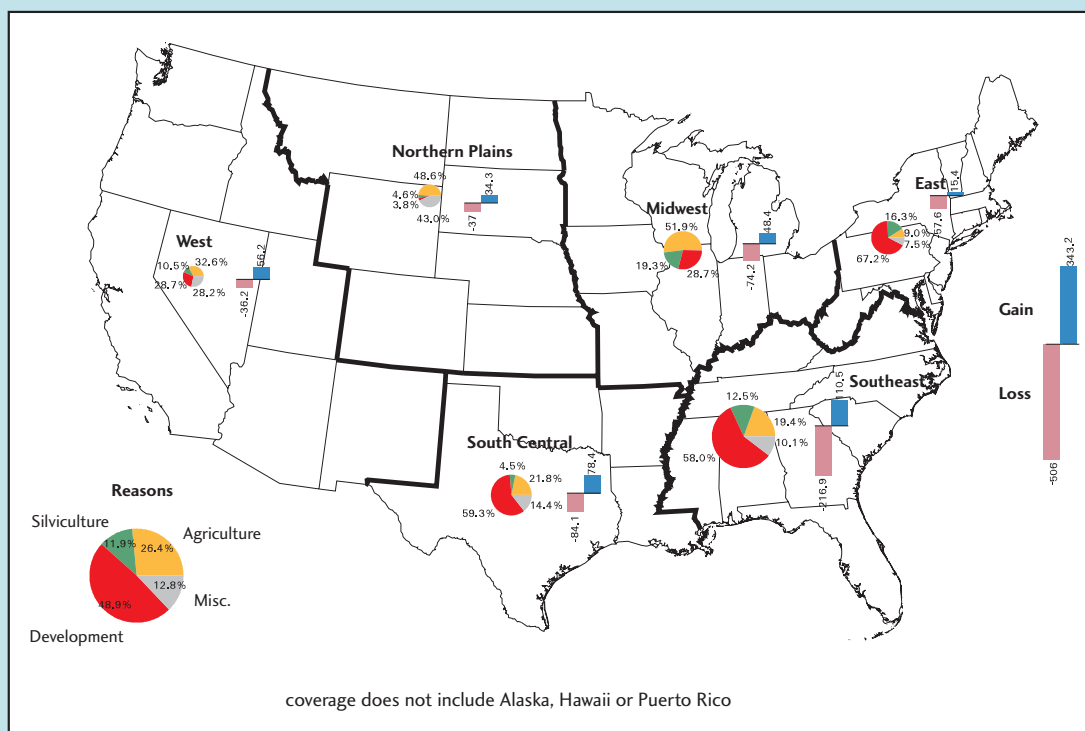 Northern Plains
48.6%
4.6%
3.8%
43.0%
-37
34.3
Midwest
51.9%
19.3%
28.7%
-74.2
48.4
East
16.3%
9.0%
7.5%
67.2%
-57.6
15.4
West
32.6%
10.5%
28.7%
28.2%
-36.2
56.2
Gain
343.2
Loss
-506
Southeast
12.5%
19.4%
10.1%
58.0%
-216.9
110.5
South Central
4.5%
21.8%
14.4%
59.3%
-84.1
78.4
Reasons
Silviculture
Agriculture
11.9%
26.4%
12.8%
Misc.
48.9%
Development
coverage does not include Alaska, Hawaii or Puerto Rico